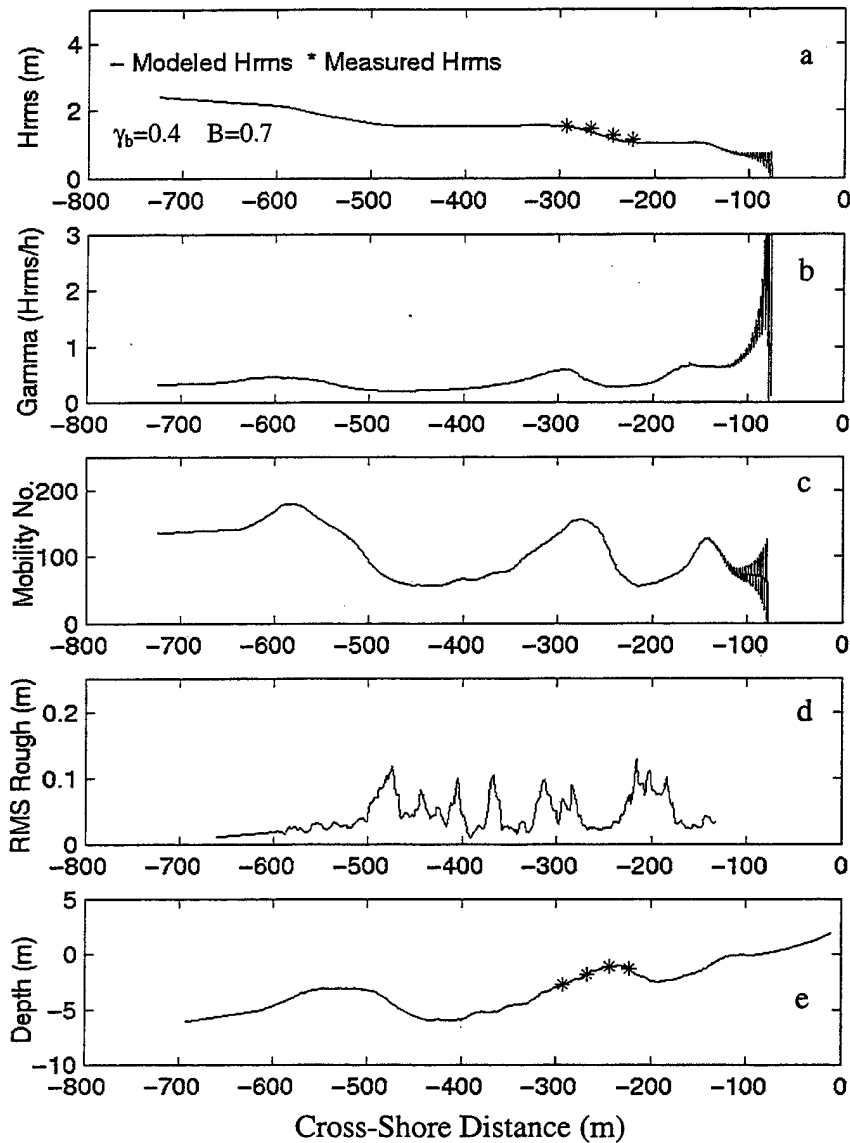 Hrms (m)
5
4
2
0
– Modeled Hrms * Measured Hrms
γb=0.4 B=0.7
a
−800 −700 −600 −500 −400 −300 −200 −100 0
Gamma (Hrms/h)
3
2
1
0
b
−800 −700 −600 −500 −400 −300 −200 −100 0
Mobility No.
200
100
0
c
−800 −700 −600 −500 −400 −300 −200 −100 0
RMS Rough (m)
0.2
0.1
0
d
−800 −700 −600 −500 −400 −300 −200 −100 0
Depth (m)
5
0
−5
−10
e
−800 −700 −600 −500 −400 −300 −200 −100 0
Cross-Shore Distance (m)